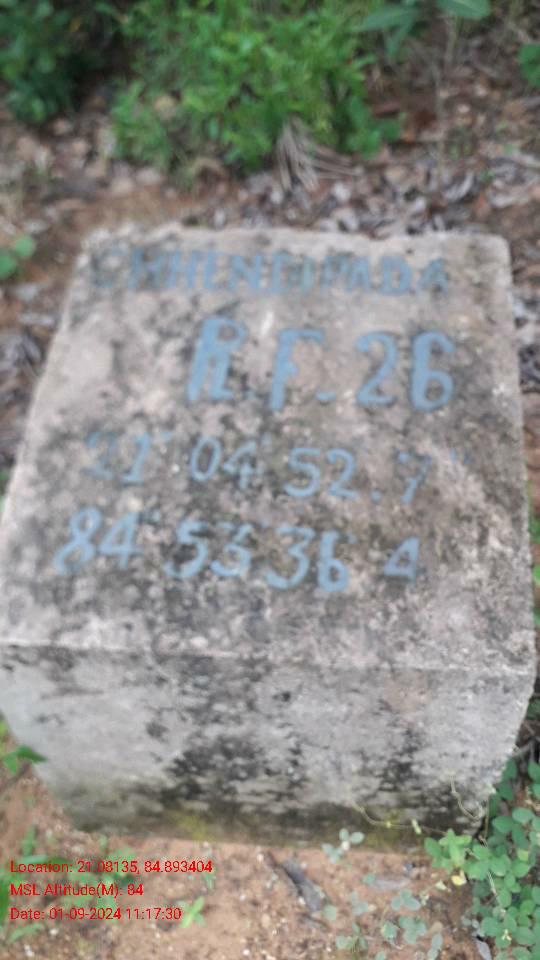 CHHENDIPADA
R.F. 26
21° 04' 52.7"
84° 53' 36 4
Location: 21.08135, 84.893404
MSL Altitude(M): 84
Date: 01-09-2024 11:17:30